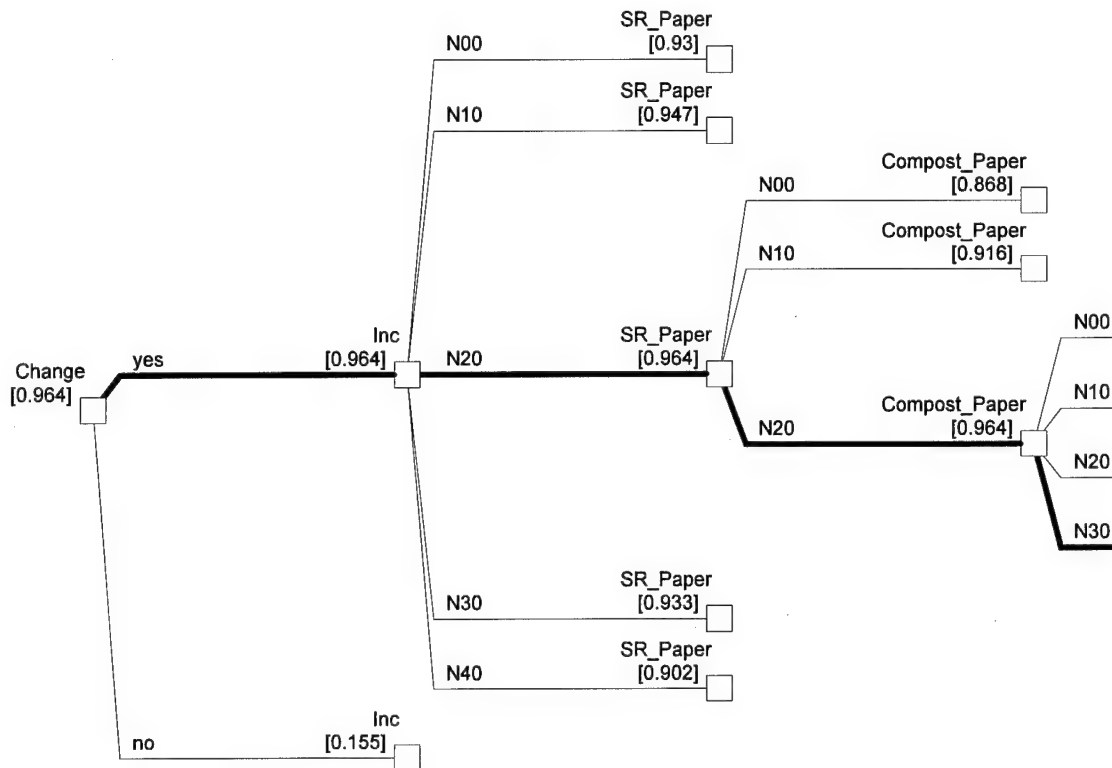 SR_Paper
N00 [0.93]
SR_Paper
N10 [0.947]
Compost_Paper
N00 [0.868]
Compost_Paper
N10 [0.916]
N00
Inc SR_Paper
Change yes [0.964] N20 [0.964]
[0.964]
N10
Compost_Paper
N20 [0.964]
N20
N30
SR_Paper
N30 [0.933]
SR_Paper
N40 [0.902]
Inc
no [0.155]